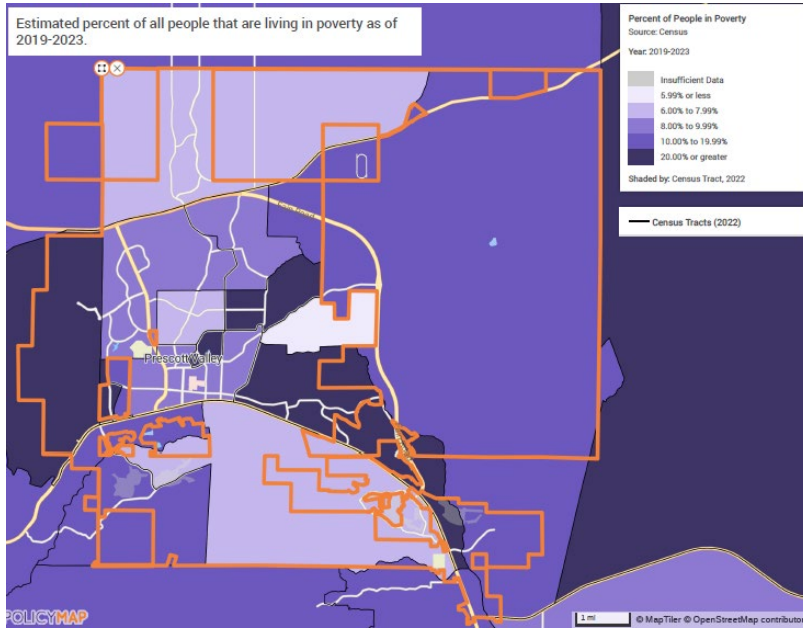 Estimated percent of all people that are living in poverty as of
2019-2023.
Percent of People in Poverty
Source: Census
Year: 2019-2023
Insufficient Data
5.99% or less
6.00% to 7.99%
8.00% to 9.99%
10.00% to 19.99%
20.00% or greater
Shaded by: Census Tract, 2022
Census Tracts (2022)
Prescott Valley
POLICYMAP
1 mi
© MapTiler © OpenStreetMap contributor